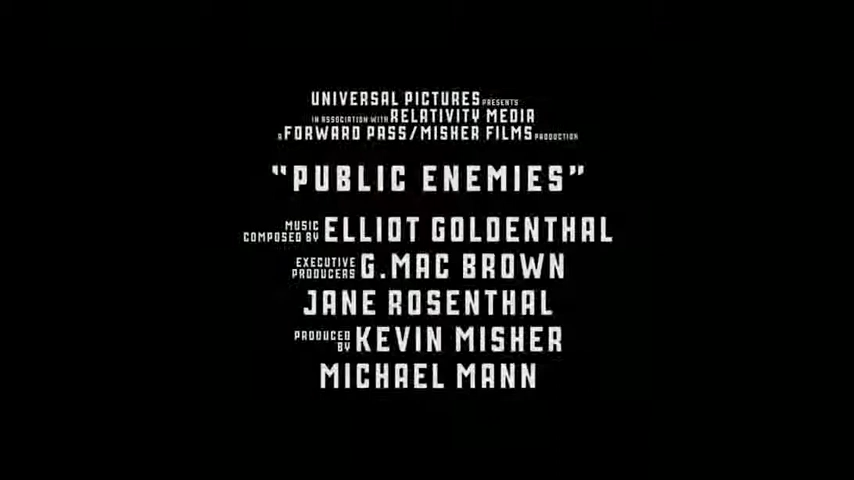 UNIVERSAL PICTURES PRESENTS
IN ASSOCIATION WITH RELATIVITY MEDIA
A FORWARD PASS/MISHER FILMS PRODUCTION
"PUBLIC ENEMIES"
MUSIC COMPOSED BY ELLIOT GOLDENTHAL
EXECUTIVE PRODUCERS G.MAC BROWN
JANE ROSENTHAL
PRODUCED BY KEVIN MISHER
MICHAEL MANN